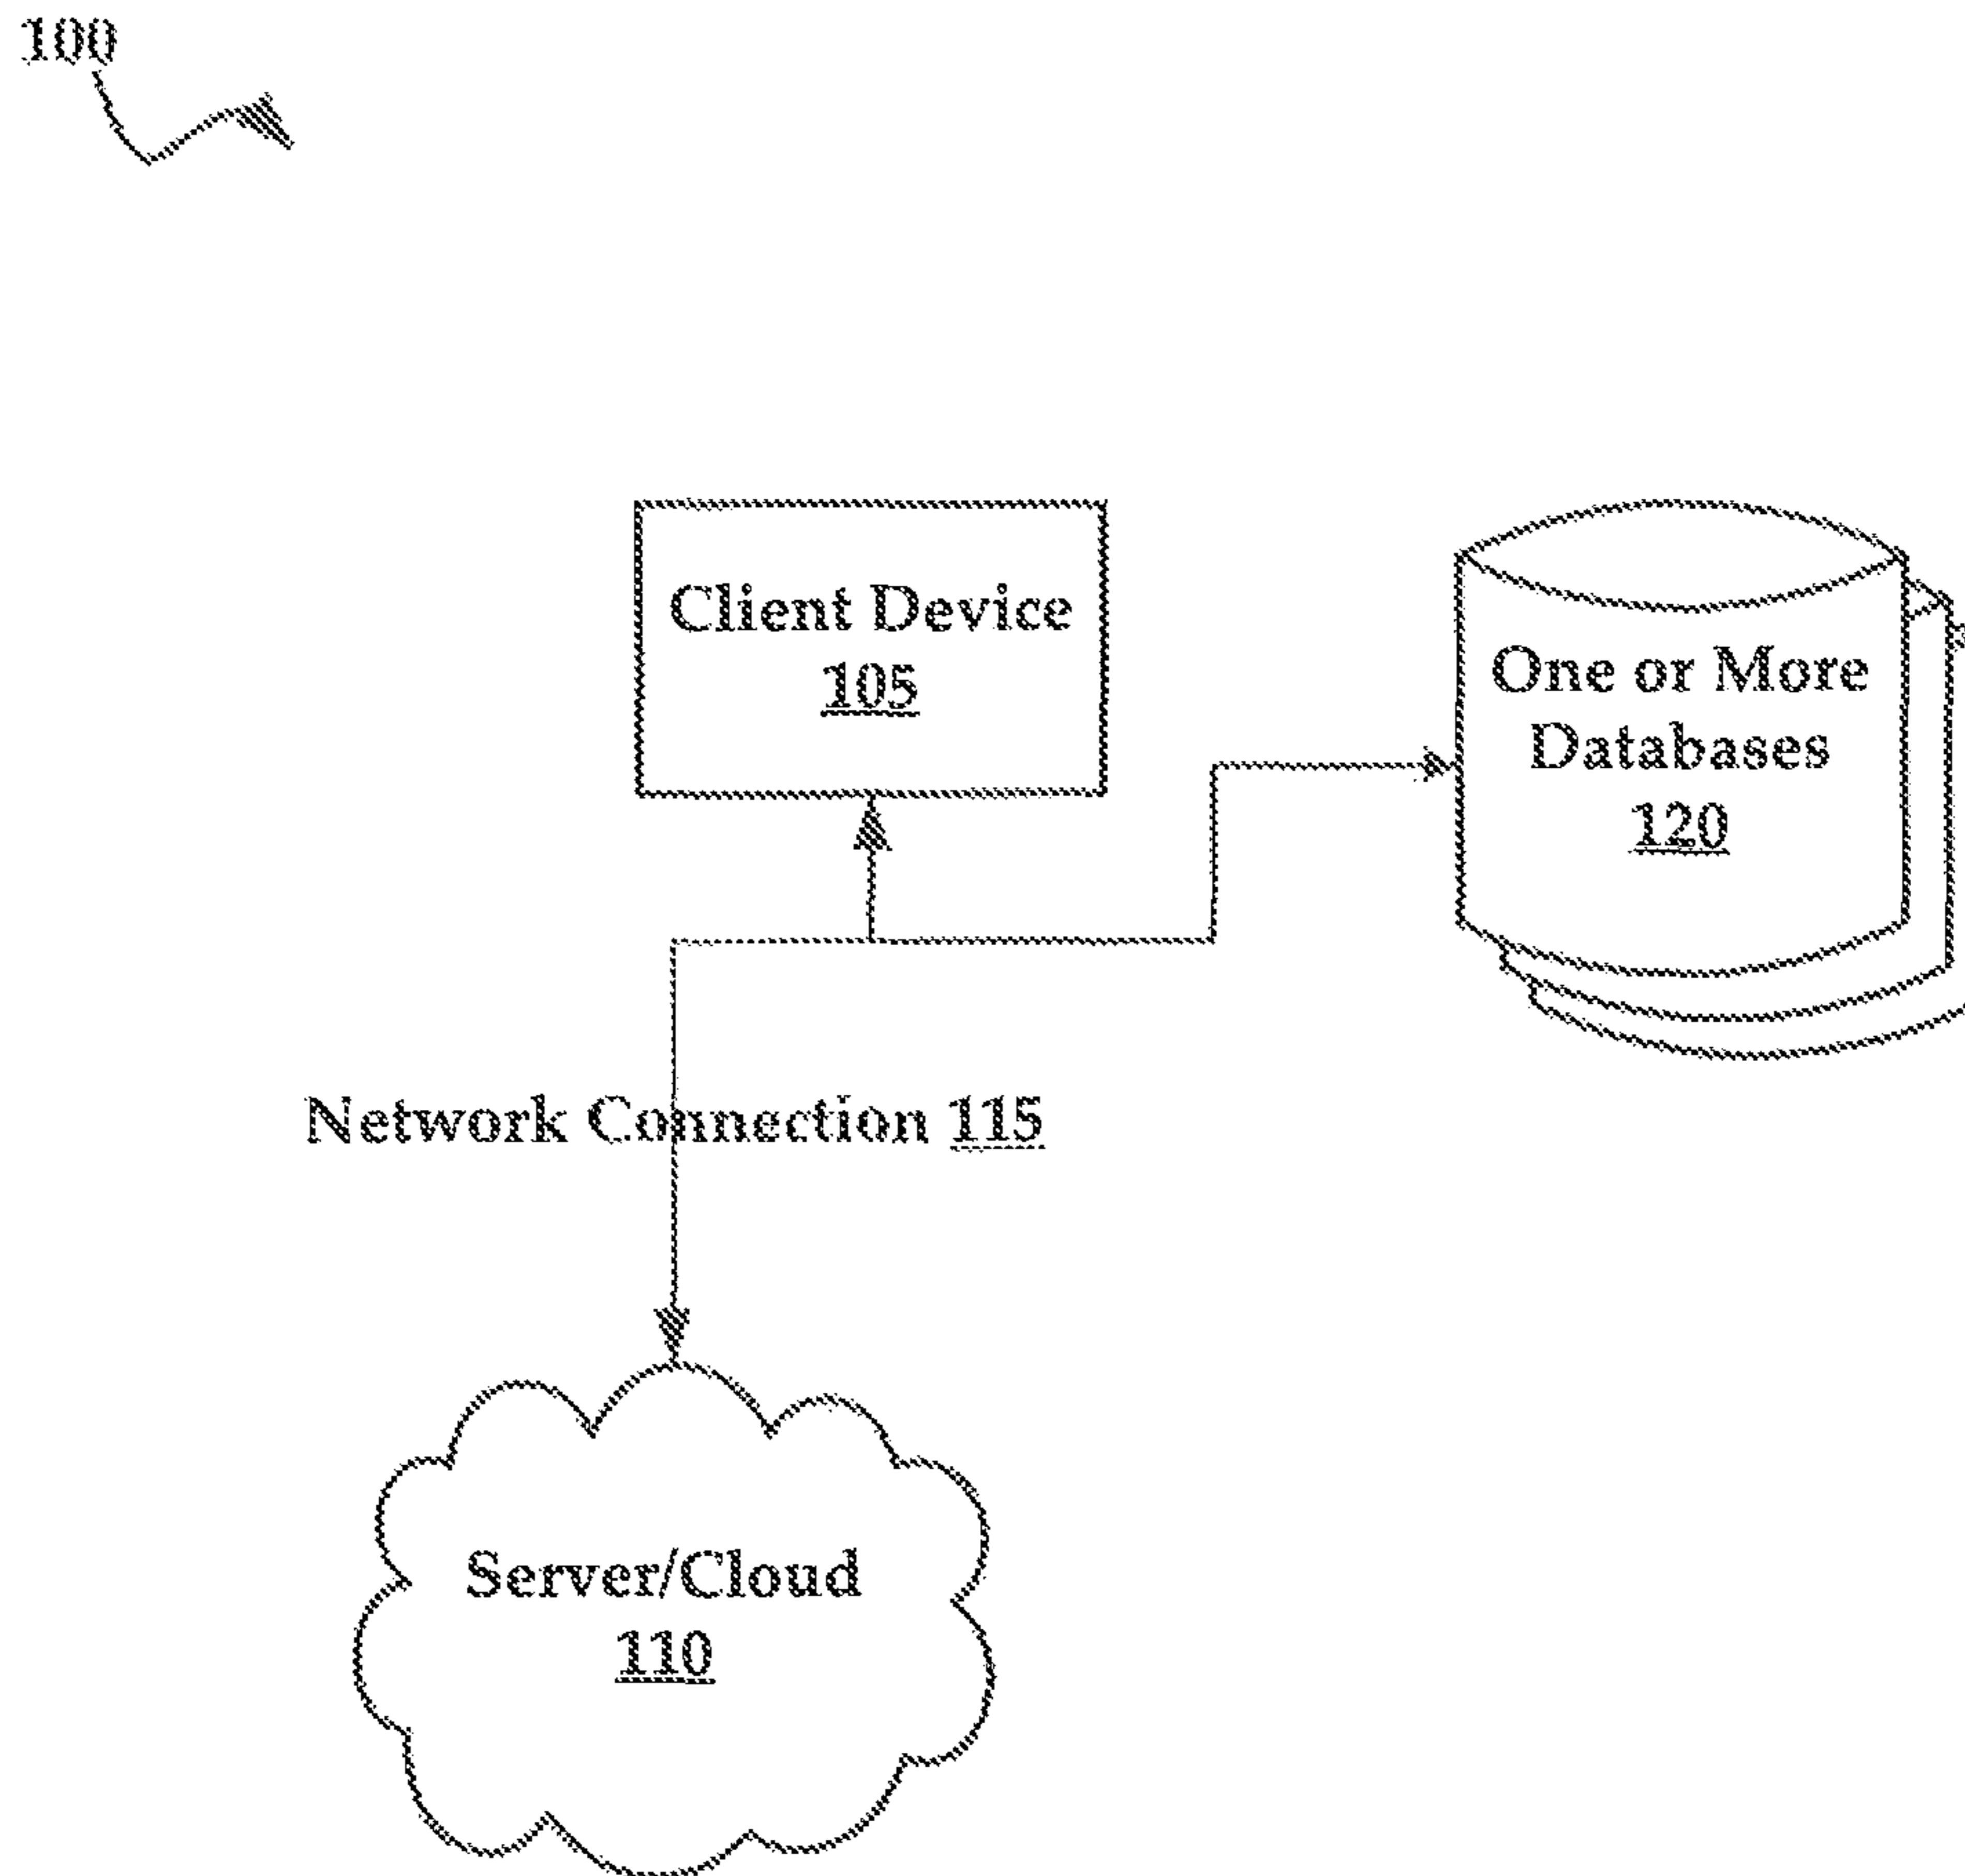 100
Client Device
105
One or More
Databases
120
Network Connection 115
Server/Cloud
110